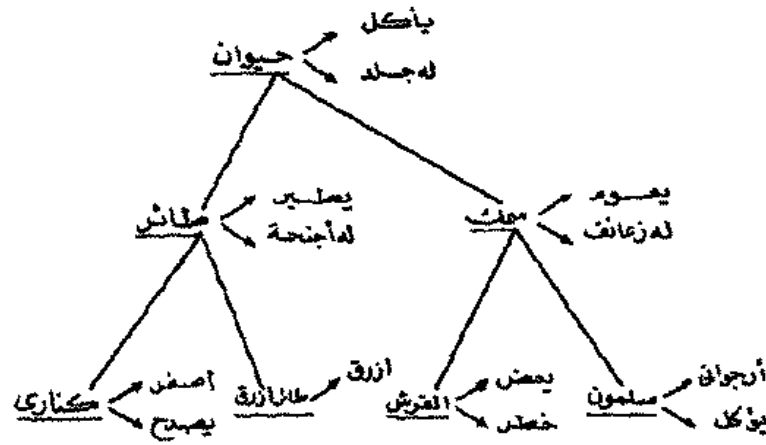 يأكل
حيوان
له جلد
يطير
طائر
له أجنحة
يعوم
سمك
له زعانف
أصفر
كناري
يصدح
أزرق
طائر أزرق
يعض
القرش
خطر
أرجواني
سلمون
يؤكل